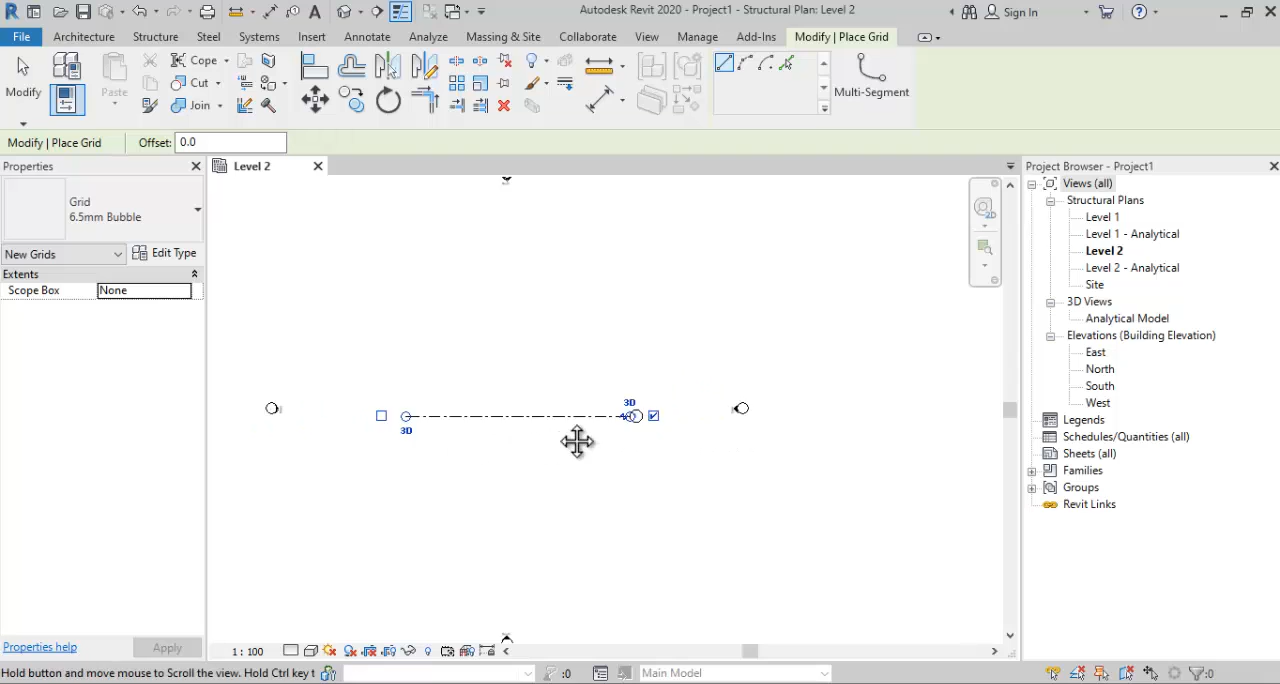 Autodesk Revit 2020 - Project1 - Structural Plan: Level 2
Sign In
File Architecture Structure Steel Systems Insert Annotate Analyze Massing & Site Collaborate View Manage Add-Ins Modify | Place Grid
Modify
Paste
Cope
Cut
Join
Multi-Segment
Modify | Place Grid Offset: 0.0
Properties
Grid
6.5mm Bubble
New Grids Edit Type
Extents
Scope Box None
Properties help Apply
Level 2
2D
3D
3D
1 : 100
Project Browser - Project1
Views (all)
Structural Plans
Level 1
Level 1 - Analytical
Level 2
Level 2 - Analytical
Site
3D Views
Analytical Model
Elevations (Building Elevation)
East
North
South
West
Legends
Schedules/Quantities (all)
Sheets (all)
Families
Groups
Revit Links
Hold button and move mouse to Scroll the view. Hold Ctrl key t :0 Main Model :0